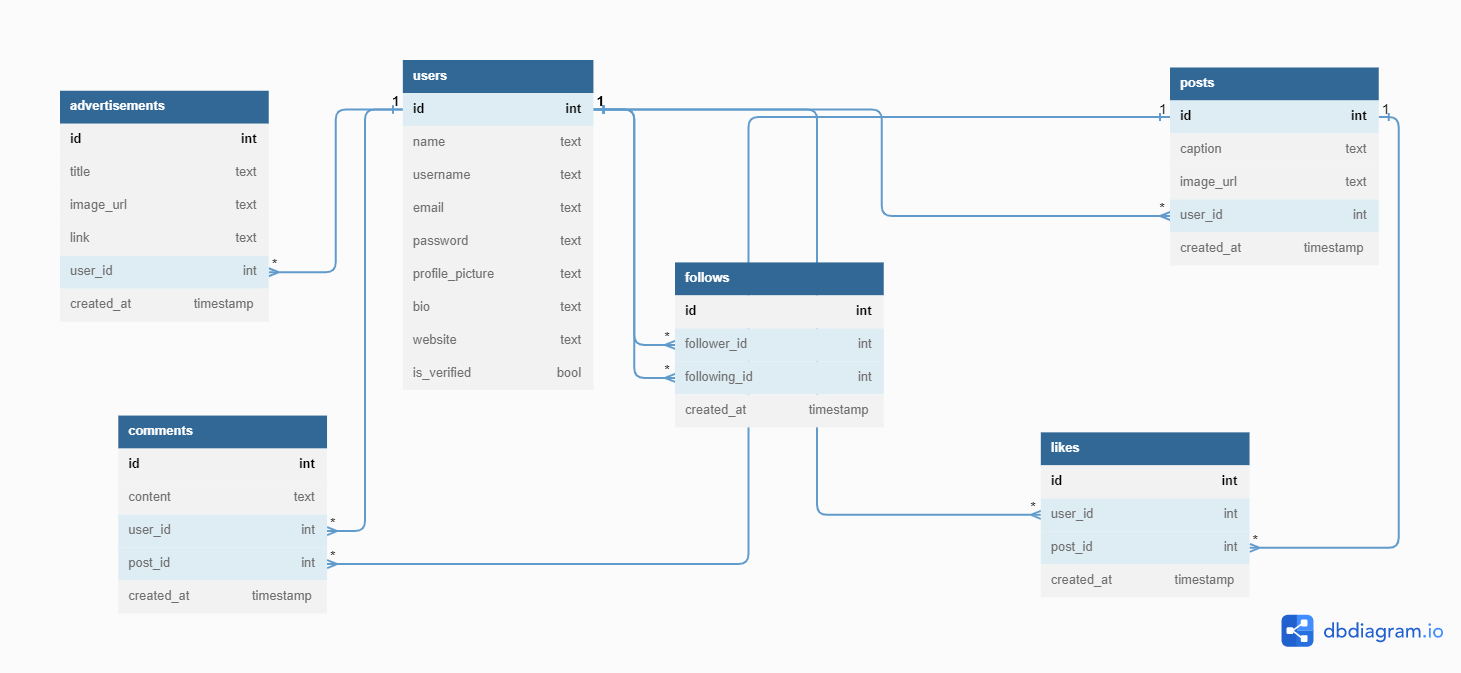 advertisements
id int
title text
image_url text
link text
user_id int
created_at timestamp
users
id int
name text
username text
email text
password text
profile_picture text
bio text
website text
is_verified bool
posts
id int
caption text
image_url text
user_id int
created_at timestamp
follows
id int
follower_id int
following_id int
created_at timestamp
comments
id int
content text
user_id int
post_id int
created_at timestamp
likes
id int
user_id int
post_id int
created_at timestamp
1
1
1
1
*
*
*
*
*
*
*
*
dbdiagram.io